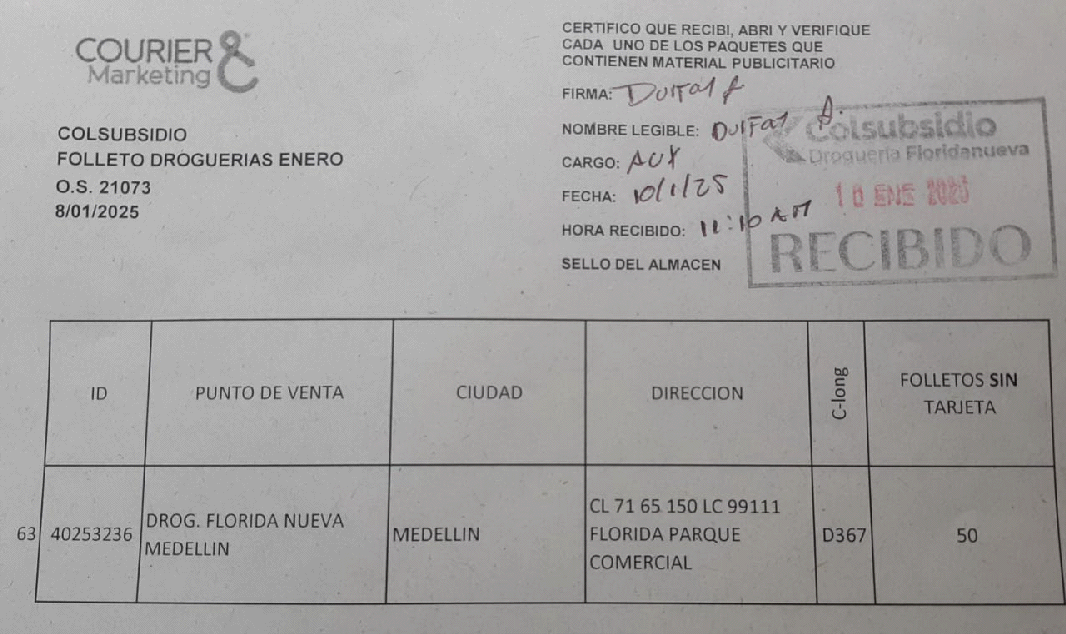 COURIER &
Marketing
COLSUBSIDIO
FOLLETO DROGUERIAS ENERO
O.S. 21073
8/01/2025
CERTIFICO QUE RECIBI, ABRI Y VERIFIQUE
CADA UNO DE LOS PAQUETES QUE
CONTIENEN MATERIAL PUBLICITARIO
FIRMA:
NOMBRE LEGIBLE:
CARGO: AUX
FECHA: 10/1/25
HORA RECIBIDO: 11:10 AM
SELLO DEL ALMACEN
Colsubsidio
Droguería Floridanueva
10 ENE 2025
RECIBIDO
ID PUNTO DE VENTA CIUDAD DIRECCION C-long FOLLETOS SIN
TARJETA
63 40253236 DROG. FLORIDA NUEVA
MEDELLIN
MEDELLIN
CL 71 65 150 LC 99111
FLORIDA PARQUE
COMERCIAL
D367
50